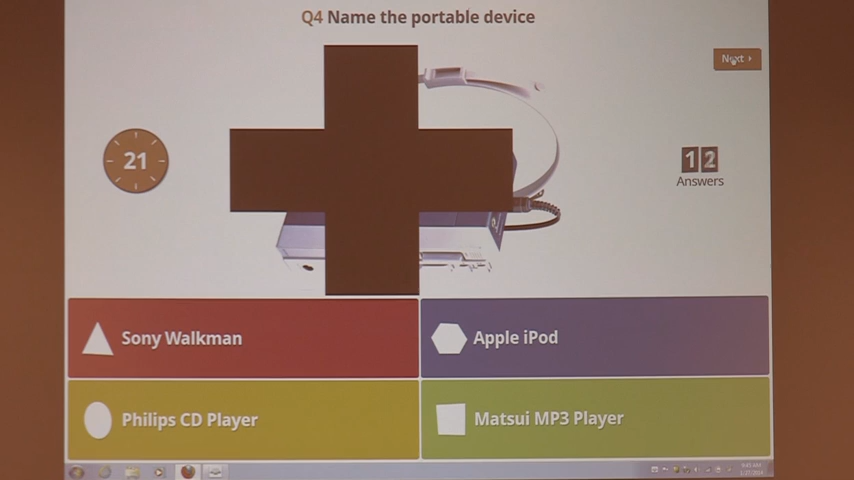 Q4 Name the portable device
Next
21
12
Answers
Sony Walkman
Apple iPod
Philips CD Player
Matsui MP3 Player